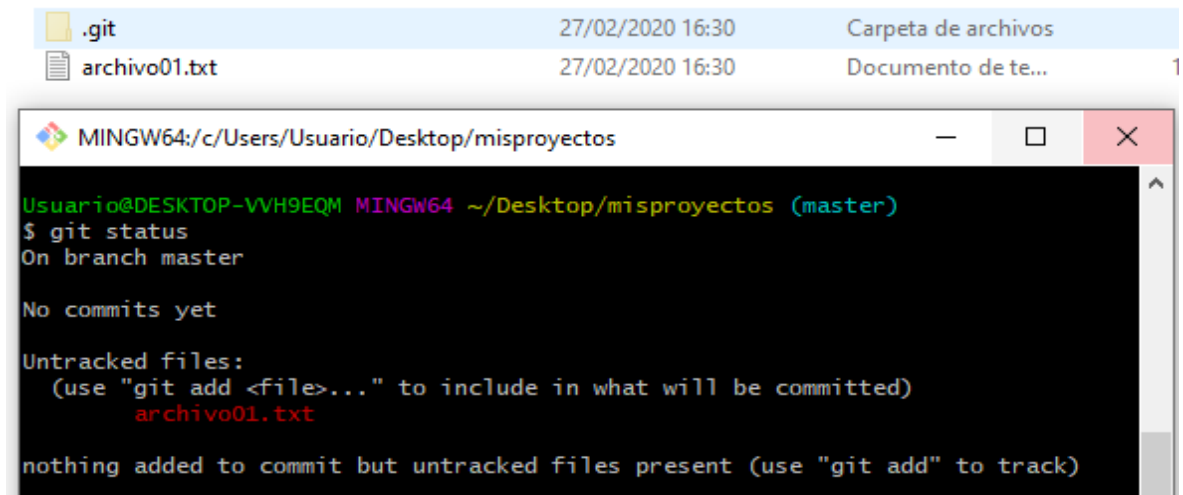 .git 27/02/2020 16:30 Carpeta de archivos
archivo01.txt 27/02/2020 16:30 Documento de te... 1
MINGW64:/c/Users/Usuario/Desktop/misproyectos
Usuario@DESKTOP-VVH9EQM MINGW64 ~/Desktop/misproyectos (master)
$ git status
On branch master
No commits yet
Untracked files:
(use "git add <file>..." to include in what will be committed)
archivo01.txt
nothing added to commit but untracked files present (use "git add" to track)